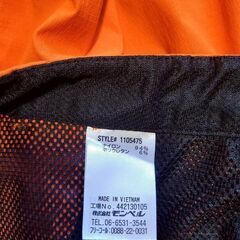 STYLE# 1105475
ナイロン 94%
ポリウレタン 6%
MADE IN VIETNAM
工場No. 442130105
株式会社モンベル
TEL. 06-6531-3544
フリーコール: 0088-22-0031